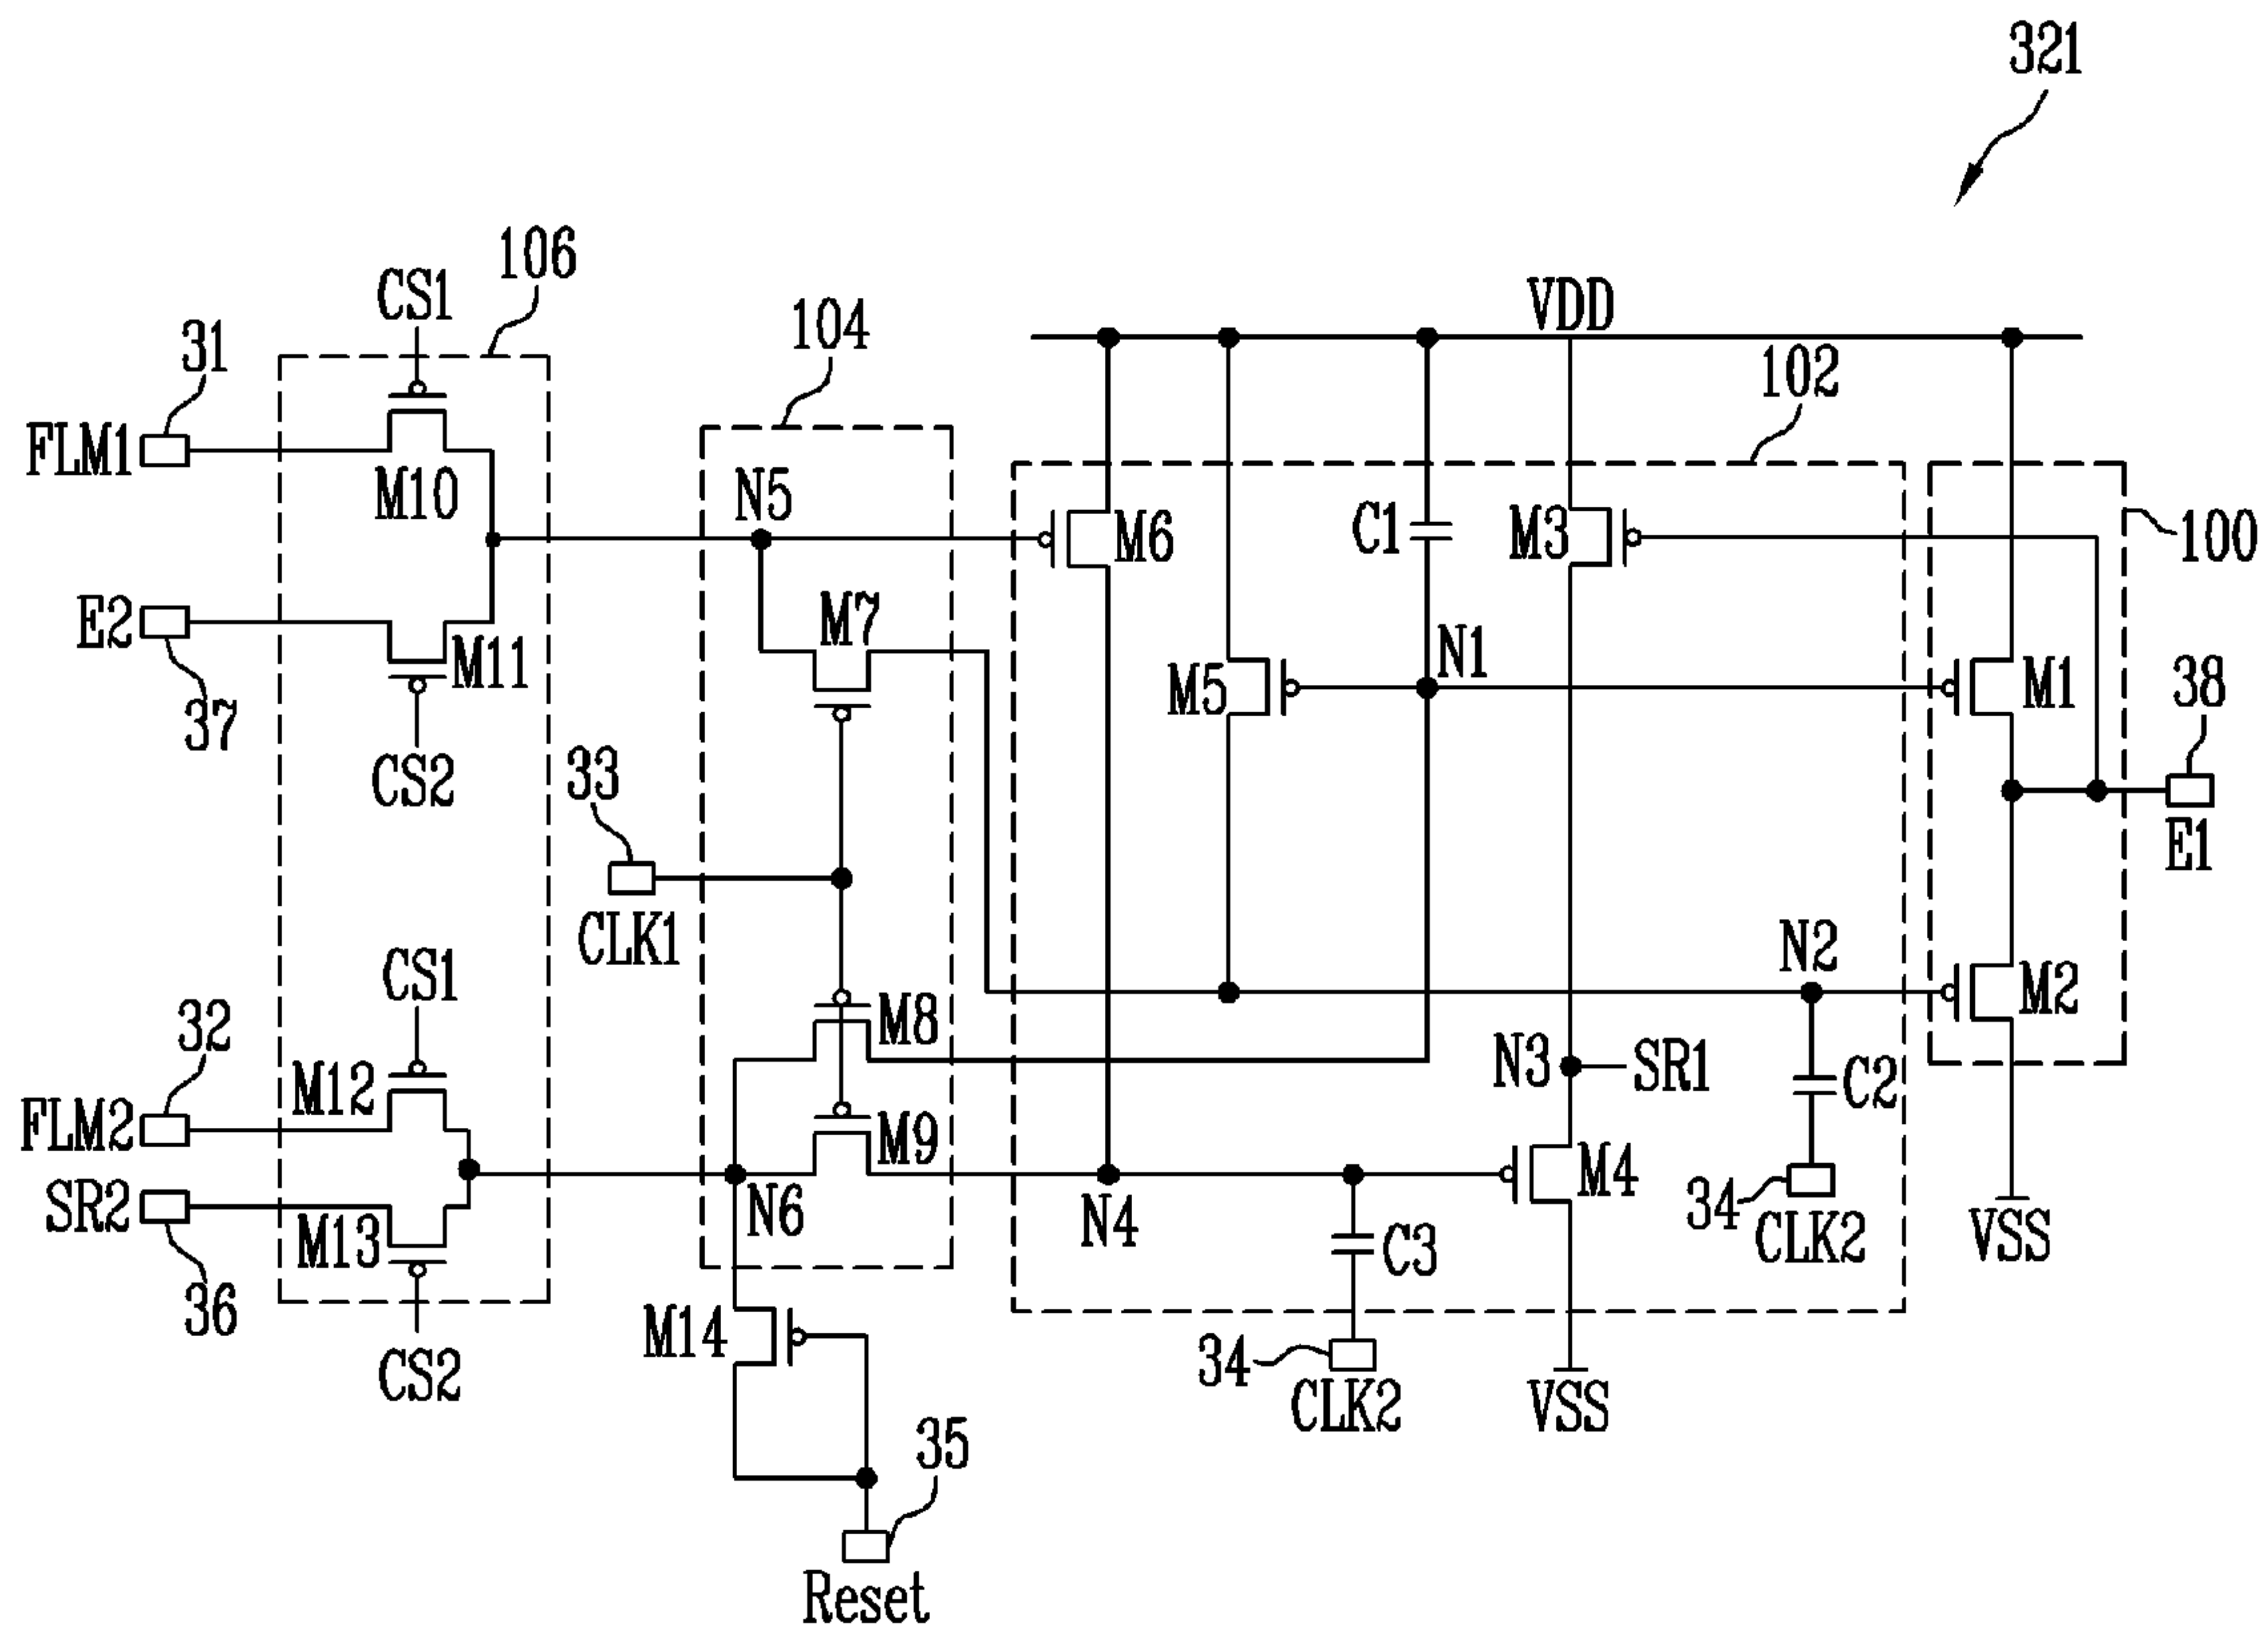 321
106
CS1
104
VDD
31
102
FLM1
M10
N5
M6
C1
M3
100
E2
M11
M7
M5
N1
M1
38
37
CS2
33
E1
CLK1
CS1
N2
32
M8
M2
M12
N3
SR1
C2
FLM2
M9
M4
SR2
M13
N6
N4
34
CLK2
VSS
36
C3
M14
CS2
34
CLK2
VSS
35
Reset